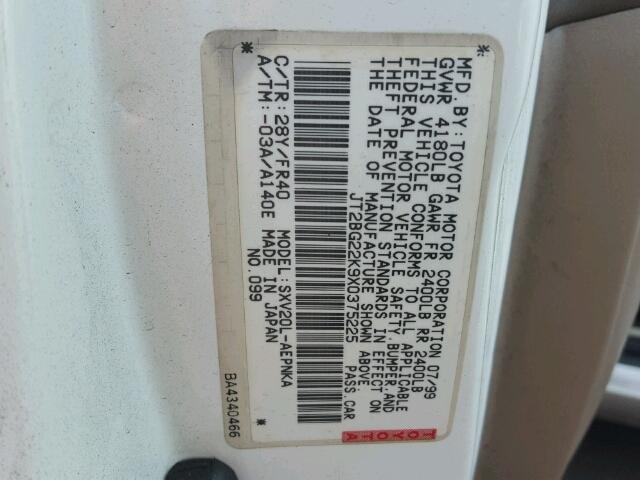 MFD.BY:TOYOTA MOTOR CORPORATION 07/99
GVWR 4180LB GAWR FR 2400LB RR 2400LB
THIS VEHICLE CONFORMS TO ALL APPLICABLE
FEDERAL MOTOR VEHICLE SAFETY,BUMPER,AND
THEFT PREVENTION STANDARDS IN EFFECT ON
THE DATE OF MANUFACTURE SHOWN ABOVE.
JT2BG22K9X0375225 PASS.CAR
C/TR:28Y/FR40 MODEL:SXV20L-AEPNKA
A/TM:-03A/A140E MADE IN JAPAN
NO.099
BA4340466
TOYOTA